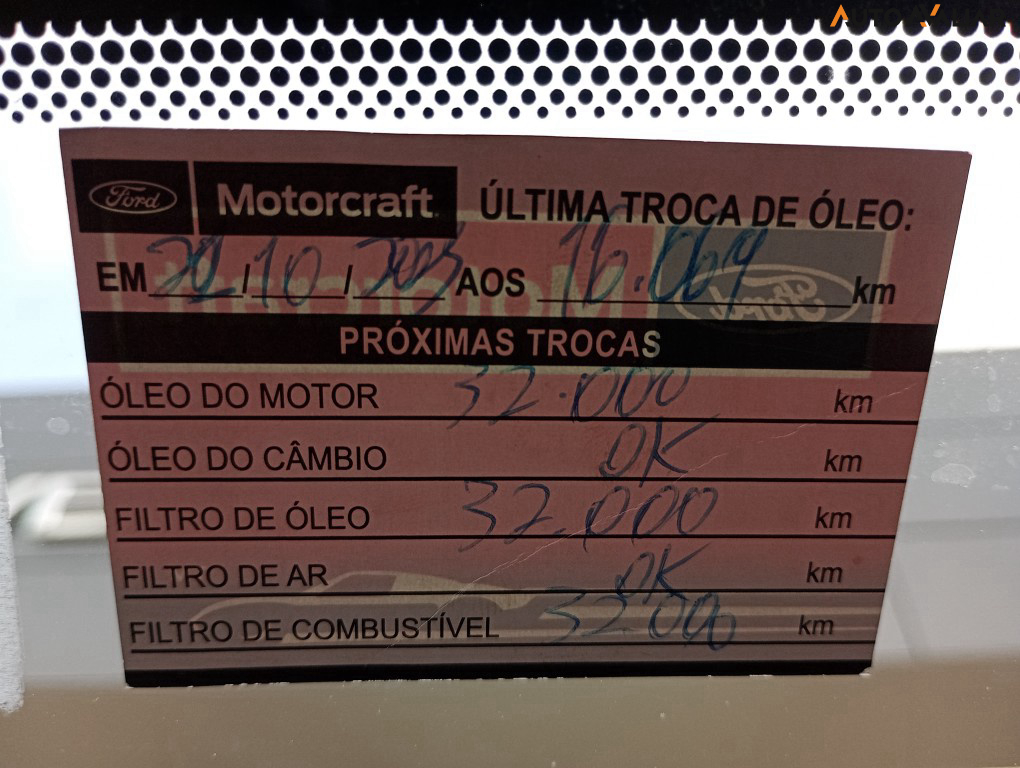 Ford Motorcraft ÚLTIMA TROCA DE ÓLEO:
EM /10/2023 AOS 16.069 km
PRÓXIMAS TROCAS
ÓLEO DO MOTOR 32.000 km
ÓLEO DO CÂMBIO OK km
FILTRO DE ÓLEO 32.000 km
FILTRO DE AR OK km
FILTRO DE COMBUSTÍVEL 32000 km